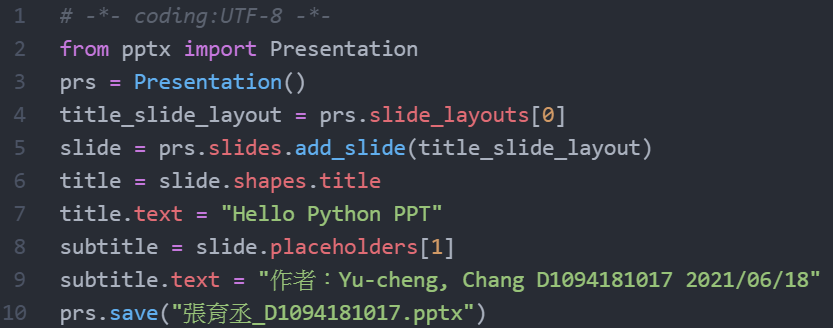 1 # -*- coding:UTF-8 -*-
2 from pptx import Presentation
3 prs = Presentation()
4 title_slide_layout = prs.slide_layouts[0]
5 slide = prs.slides.add_slide(title_slide_layout)
6 title = slide.shapes.title
7 title.text = "Hello Python PPT"
8 subtitle = slide.placeholders[1]
9 subtitle.text = "作者：Yu-cheng, Chang D1094181017 2021/06/18"
10 prs.save("張育丞_D1094181017.pptx")